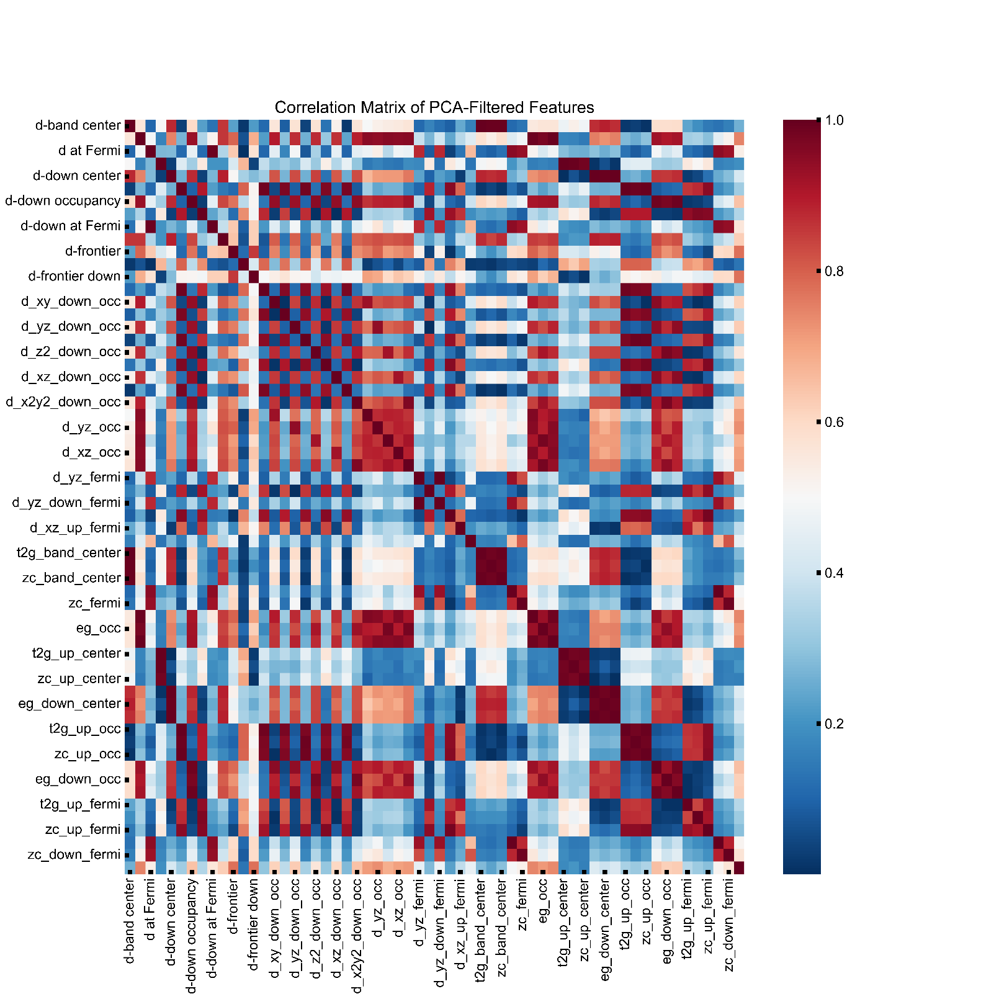 Correlation Matrix of PCA-Filtered Features
d-band center
d at Fermi
d-down center
d-down occupancy
d-down at Fermi
d-frontier
d-frontier down
d_xy_down_occ
d_yz_down_occ
d_z2_down_occ
d_xz_down_occ
d_x2y2_down_occ
d_yz_occ
d_xz_occ
d_yz_fermi
d_yz_down_fermi
d_xz_up_fermi
t2g_band_center
zc_band_center
zc_fermi
eg_occ
t2g_up_center
zc_up_center
eg_down_center
t2g_up_occ
zc_up_occ
eg_down_occ
t2g_up_fermi
zc_up_fermi
zc_down_fermi
d-band center
d at Fermi
d-down center
d-down occupancy
d-down at Fermi
d-frontier
d-frontier down
d_xy_down_occ
d_yz_down_occ
d_z2_down_occ
d_xz_down_occ
d_x2y2_down_occ
d_yz_occ
d_xz_occ
d_yz_fermi
d_yz_down_fermi
d_xz_up_fermi
t2g_band_center
zc_band_center
zc_fermi
eg_occ
t2g_up_center
zc_up_center
eg_down_center
t2g_up_occ
zc_up_occ
eg_down_occ
t2g_up_fermi
zc_up_fermi
zc_down_fermi
1.0
0.8
0.6
0.4
0.2